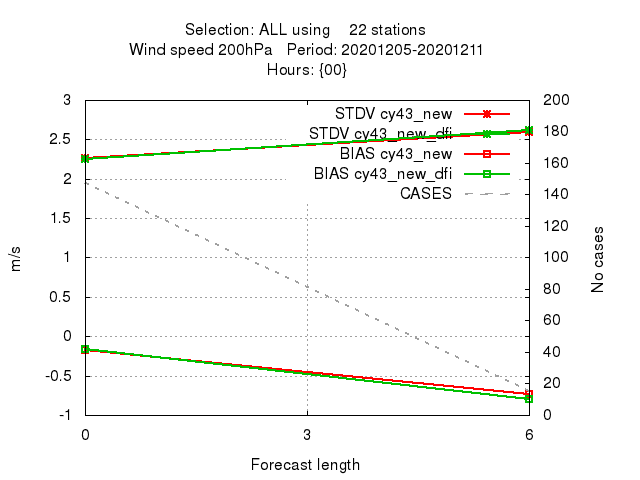 Selection: ALL using 22 stations
Wind speed 200hPa Period: 20201205-20201211
Hours: {00}
3 200
STDV cy43_new
2.5 STDV cy43_new_dfi 180
BIAS cy43_new 160
2 BIAS cy43_new_dfi
CASES 140
1.5 120
1 100
0.5 80
60
0 40
-0.5 20
-1 0
0 3 6
m/s
No cases
Forecast length